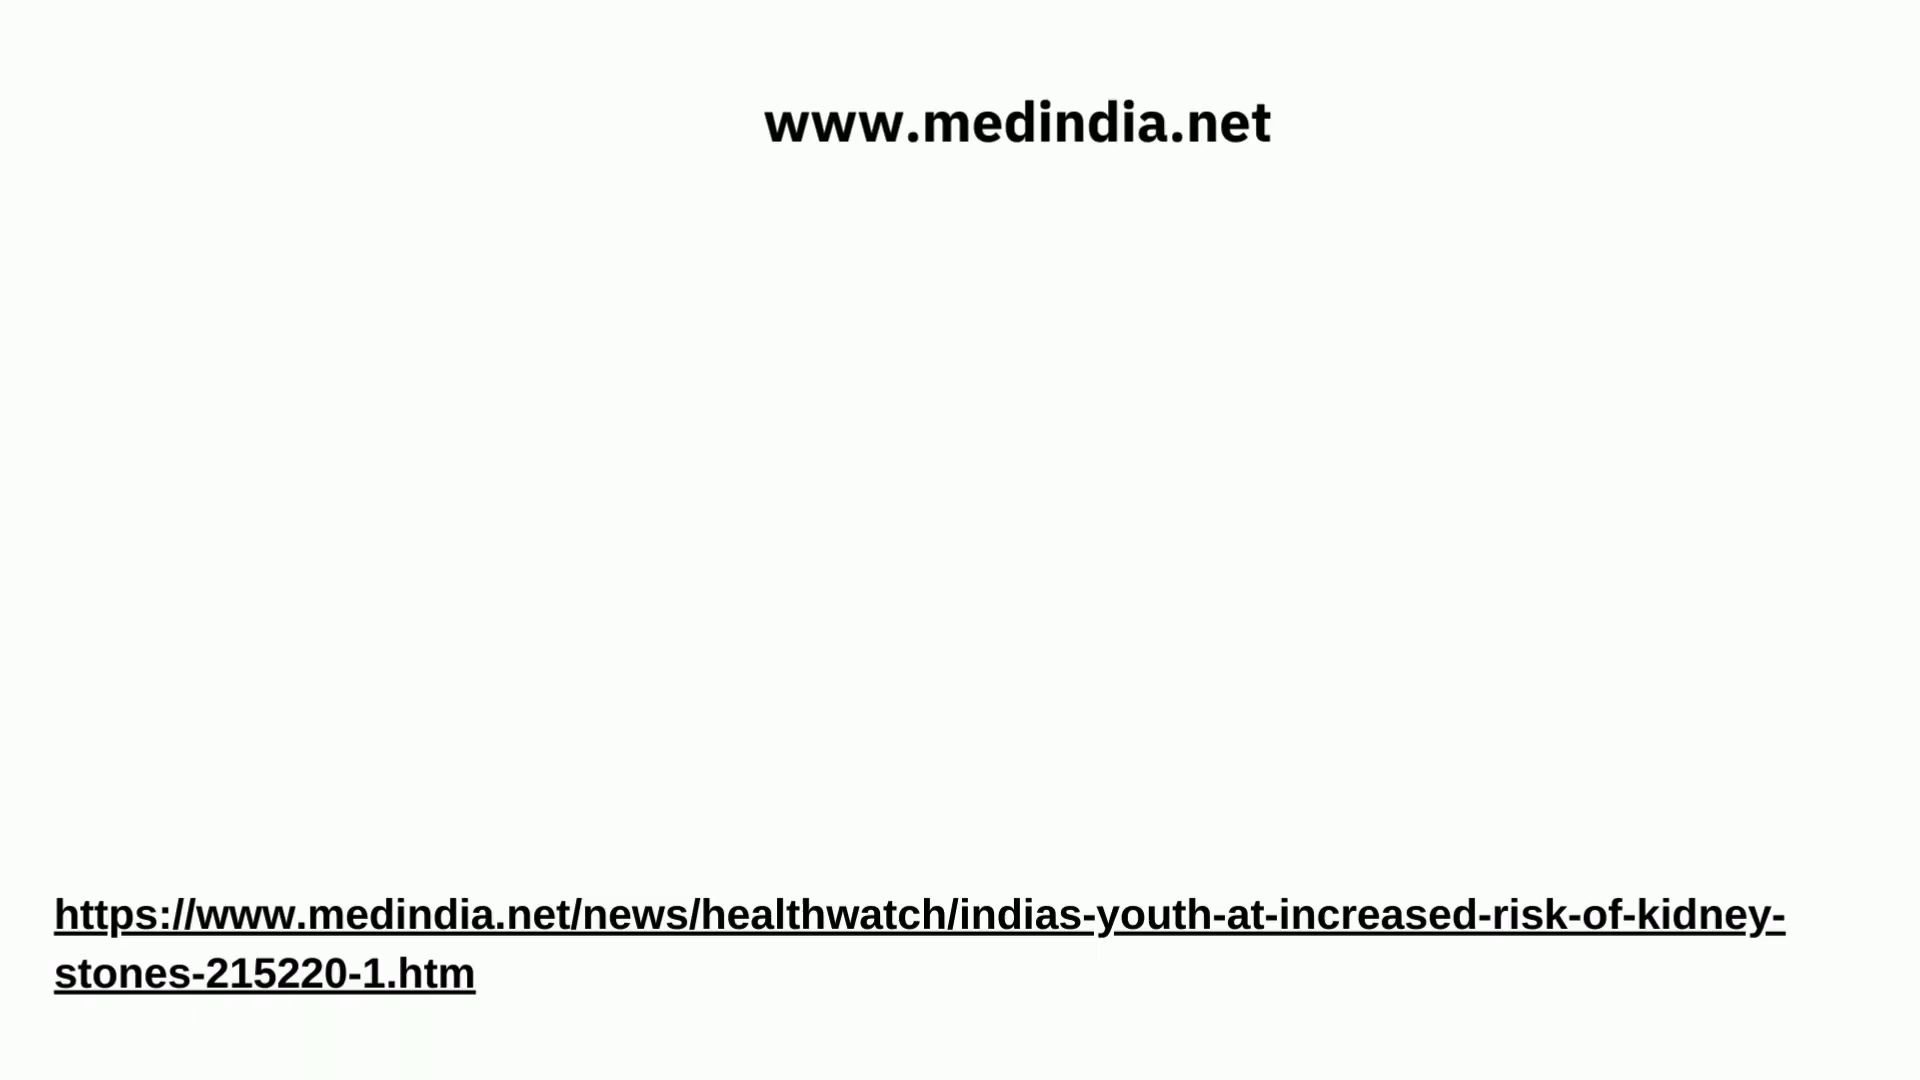 www.medindia.net
https://www.medindia.net/news/healthwatch/indias-youth-at-increased-risk-of-kidney-
stones-215220-1.htm